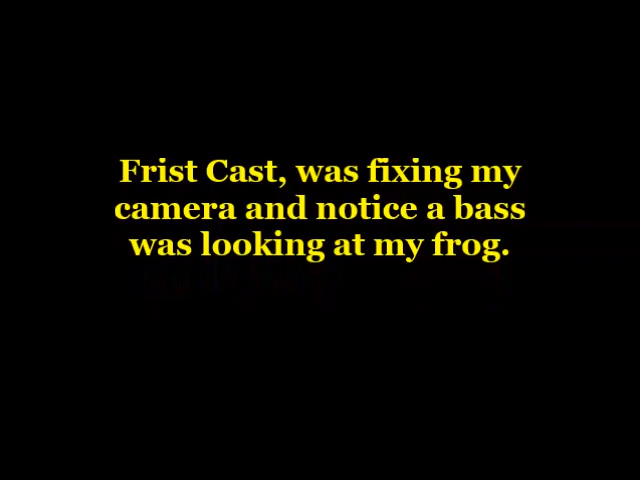 Frist Cast, was fixing my
camera and notice a bass
was looking at my frog.